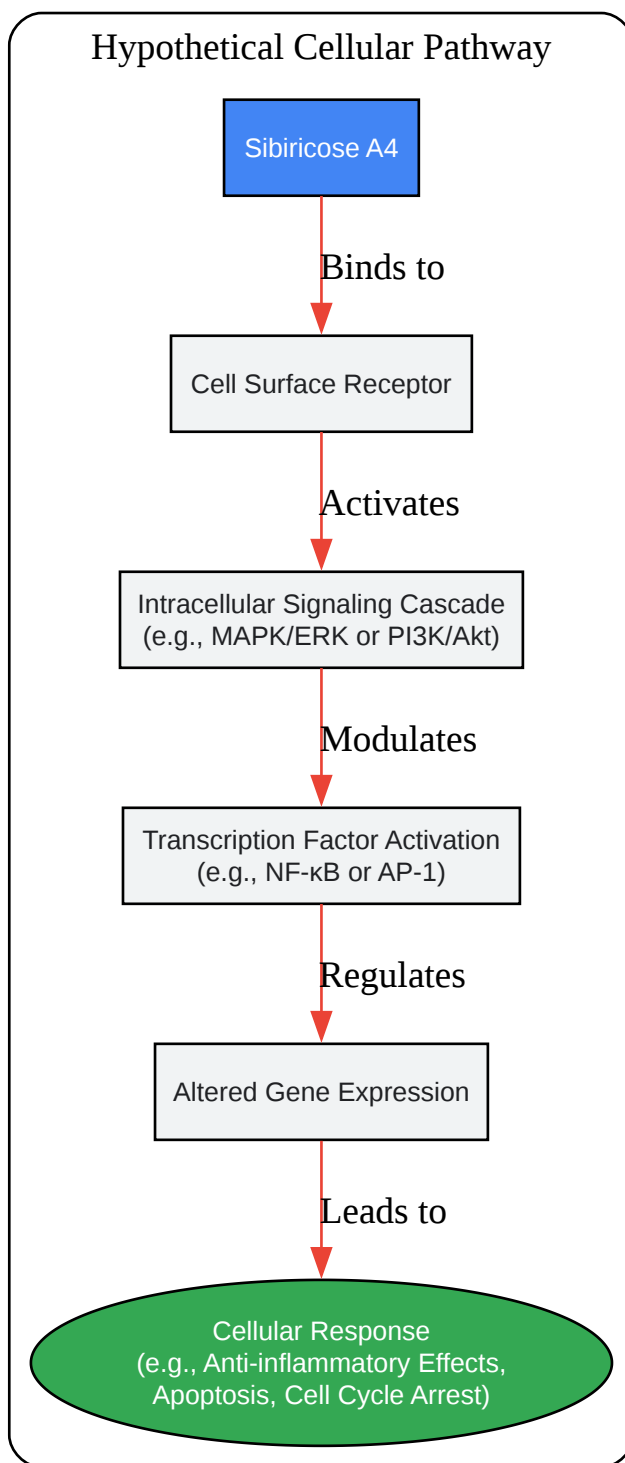 Hypothetical Cellular Pathway
Sibiricose A4
Binds to
Cell Surface Receptor
Activates
Intracellular Signaling Cascade
(e.g., MAPK/ERK or PI3K/Akt)
Modulates
Transcription Factor Activation
(e.g., NF-κB or AP-1)
Regulates
Altered Gene Expression
Leads to
Cellular Response
(e.g., Anti-inflammatory Effects,
Apoptosis, Cell Cycle Arrest)